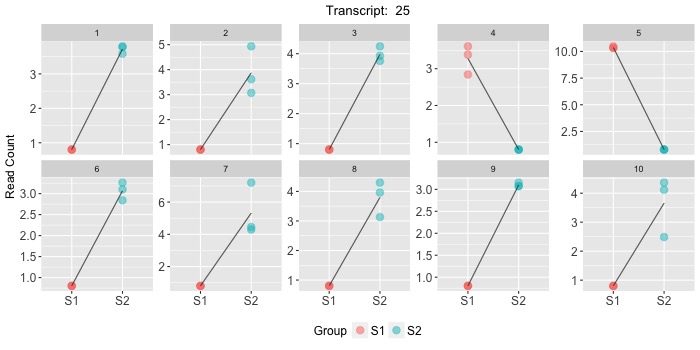 Transcript: 25
1 2 3 4 5
3 2 1
5 4 3 2 1
4 3 2 1
3 2 1
10.0 7.5 5.0 2.5
Read Count
6 7 8 9 10
3.0 2.5 2.0 1.5 1.0
6 4 2
4 3 2 1
3.0 2.5 2.0 1.5 1.0
4 3 2 1
S1 S2 S1 S2 S1 S2 S1 S2 S1 S2
Group S1 S2